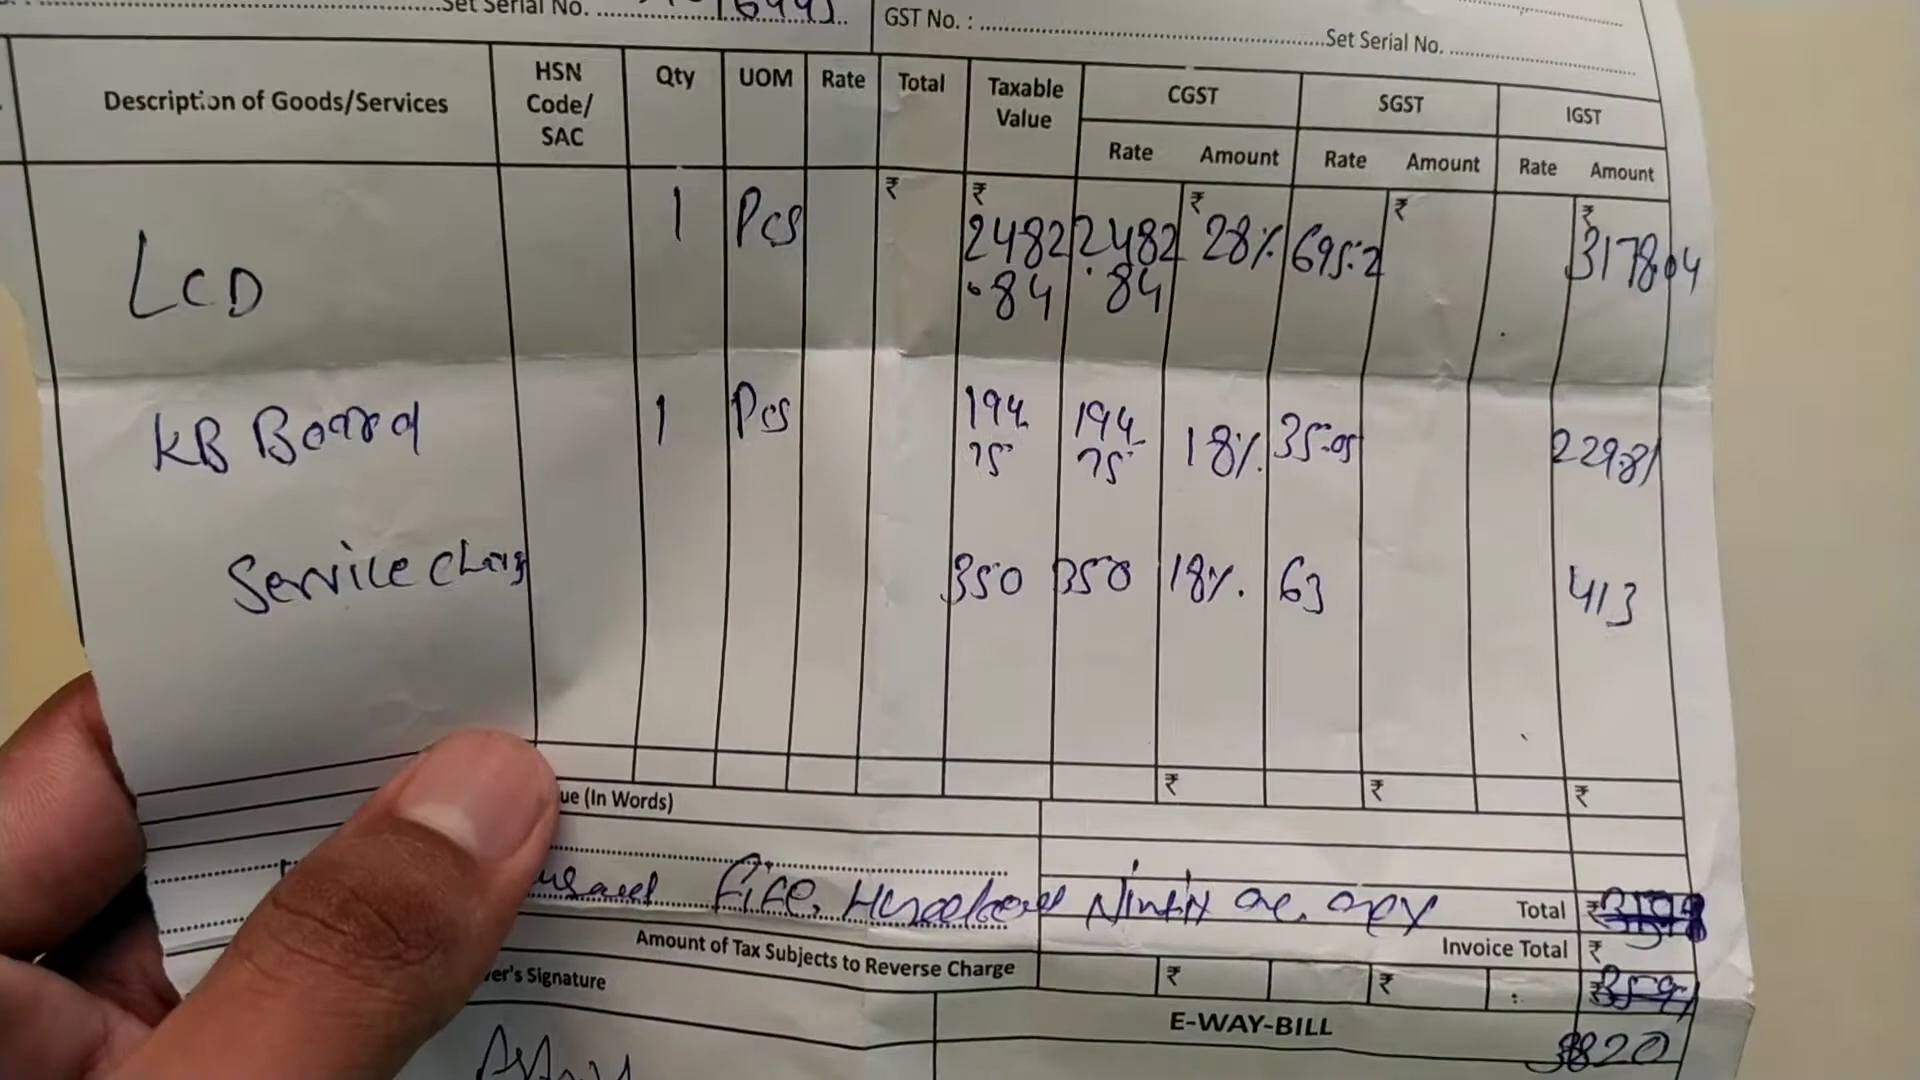 Set Serial No.
GST No. : Set Serial No.
Description of Goods/Services HSN Code/ SAC Qty UOM Rate Total Taxable Value CGST SGST IGST
Rate Amount Rate Amount Rate Amount
₹ ₹ ₹ ₹ ₹
LCD 1 Pcs 2482.84 2482.84 28% 695.2 3178.04
KB Board 1 Pcs 194.75 194.75 18% 35.05 229.81
Service charg 350 350 18% 63 413
₹ ₹ ₹
ue (In Words)
Hundred Ninty one only Total ₹
Invoice Total ₹
Amount of Tax Subjects to Reverse Charge ₹ ₹ ₹
ver's Signature
E-WAY-BILL 3820